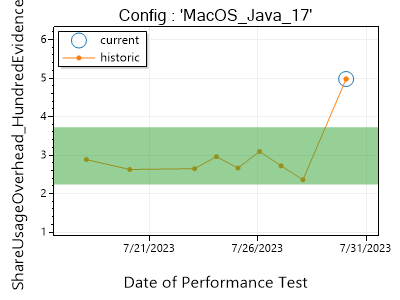 Config : 'MacOS_Java_17'
ShareUsageOverhead_HundredEvidence
6
5
4
3
2
1
current
historic
7/21/2023
7/26/2023
7/31/2023
Date of Performance Test